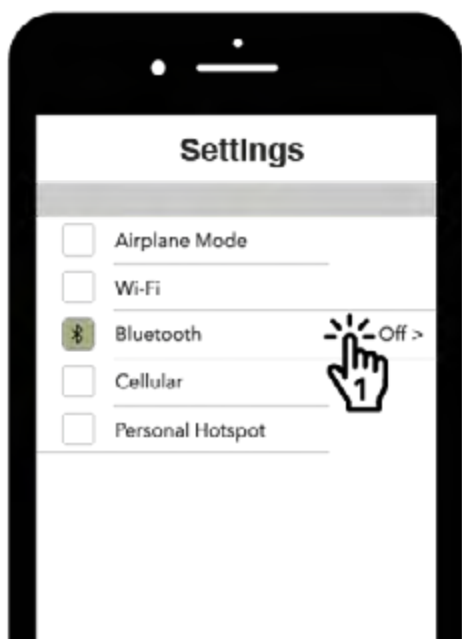 Settings
Airplane Mode
Wi-Fi
Bluetooth Off >
1
Cellular
Personal Hotspot